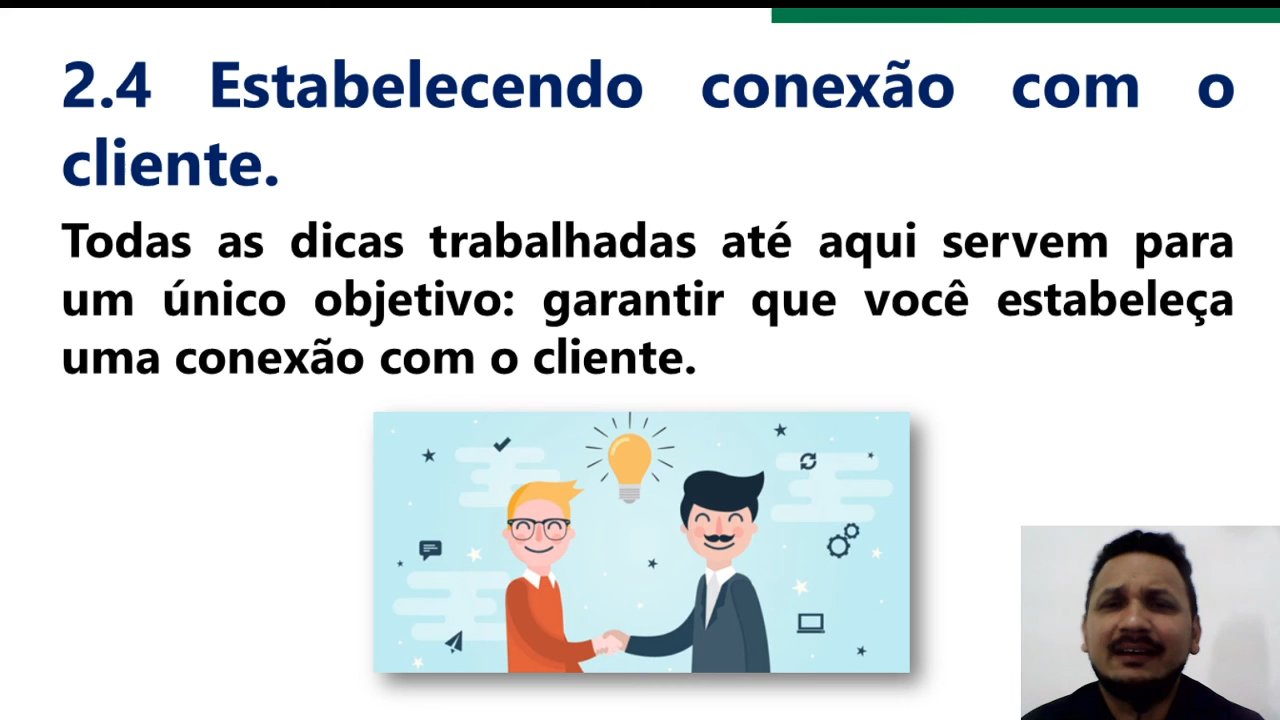 2.4 Estabelecendo conexão com o
cliente.
Todas as dicas trabalhadas até aqui servem para
um único objetivo: garantir que você estabeleça
uma conexão com o cliente.